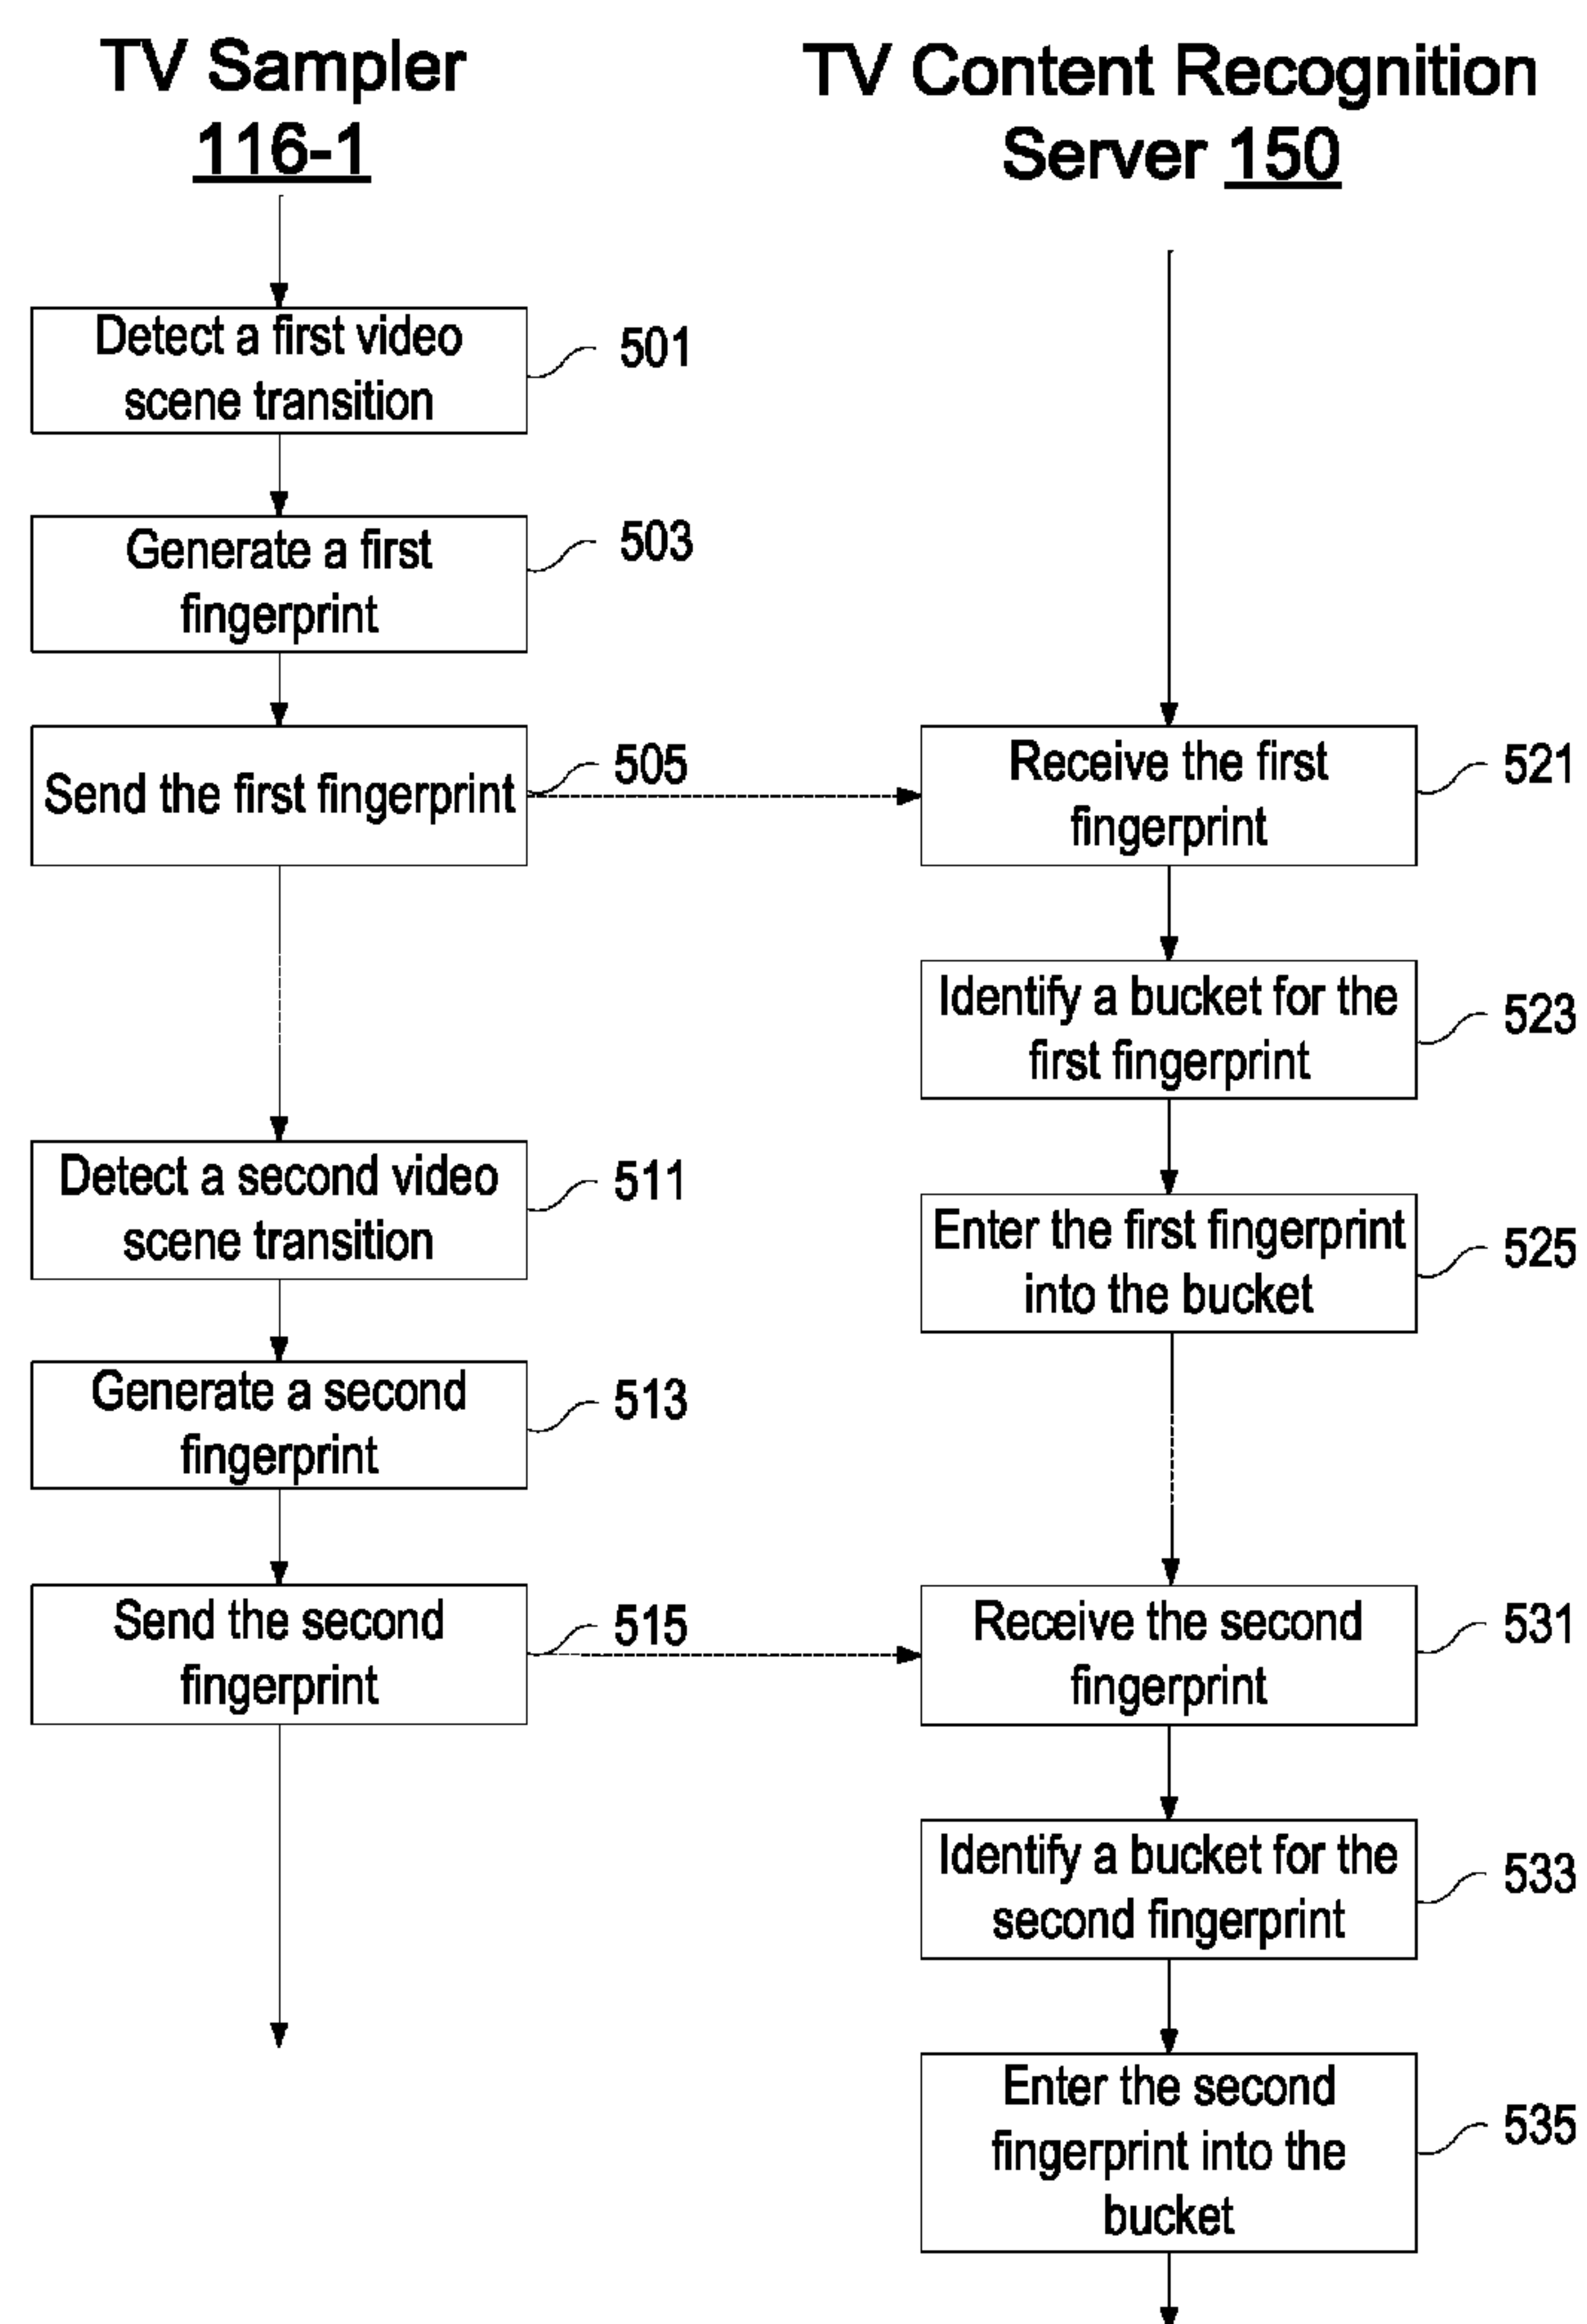 TV Sampler
116-1
TV Content Recognition
Server 150
Detect a first video
scene transition
501
Generate a first
fingerprint
503
Send the first fingerprint
505
Receive the first
fingerprint
521
Identify a bucket for the
first fingerprint
523
Detect a second video
scene transition
511
Enter the first fingerprint
into the bucket
525
Generate a second
fingerprint
513
Send the second
fingerprint
515
Receive the second
fingerprint
531
Identify a bucket for the
second fingerprint
533
Enter the second
fingerprint into the
bucket
535